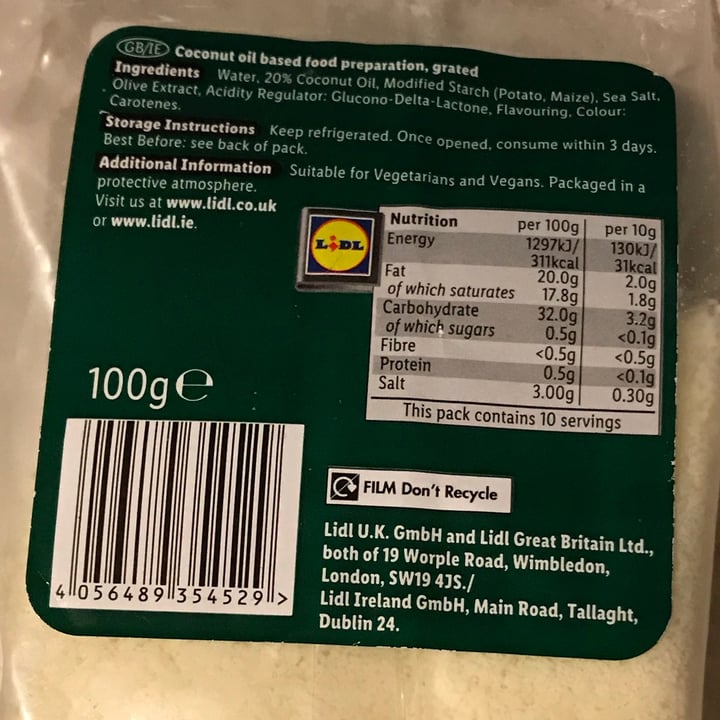 GB/IE Coconut oil based food preparation, grated
Ingredients Water, 20% Coconut Oil, Modified Starch (Potato, Maize), Sea Salt,
Olive Extract, Acidity Regulator: Glucono-Delta-Lactone, Flavouring, Colour:
Carotenes.
Storage Instructions Keep refrigerated. Once opened, consume within 3 days.
Best Before: see back of pack.
Additional Information Suitable for Vegetarians and Vegans. Packaged in a
protective atmosphere.
Visit us at www.lidl.co.uk
or www.lidl.ie.
LIDL
Nutrition per 100g per 10g
Energy 1297kJ/ 130kJ/
311kcal 31kcal
Fat 20.0g 2.0g
of which saturates 17.8g 1.8g
Carbohydrate 32.0g 3.2g
of which sugars 0.5g <0.1g
Fibre <0.5g <0.5g
Protein 0.5g <0.1g
Salt 3.00g 0.30g
This pack contains 10 servings
100g e
4 056489 354529 >
FILM Don't Recycle
Lidl U.K. GmbH and Lidl Great Britain Ltd.,
both of 19 Worple Road, Wimbledon,
London, SW19 4JS./
Lidl Ireland GmbH, Main Road, Tallaght,
Dublin 24.